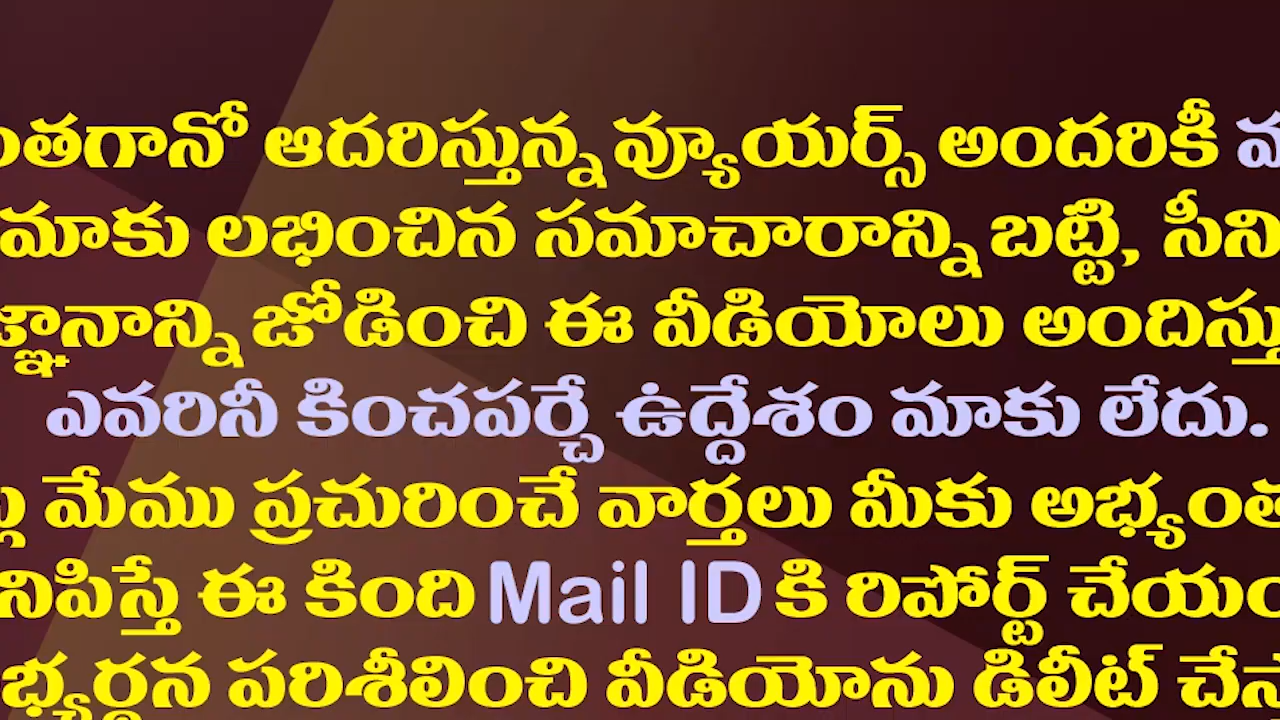 ఆదరిస్తున్న వ్యూయర్స్ అందరికీ
మాకు లభించిన సమాచారాన్ని బట్టి,
జోడించి ఈ వీడియోలు
ఎవరినీ కించపర్చే ఉద్దేశం మాకు లేదు.
మేము ప్రచురించే వార్తలు మీకు
ఈ కింది Mail ID కి రిపోర్ట్
పరిశీలించి వీడియోను డిలీట్